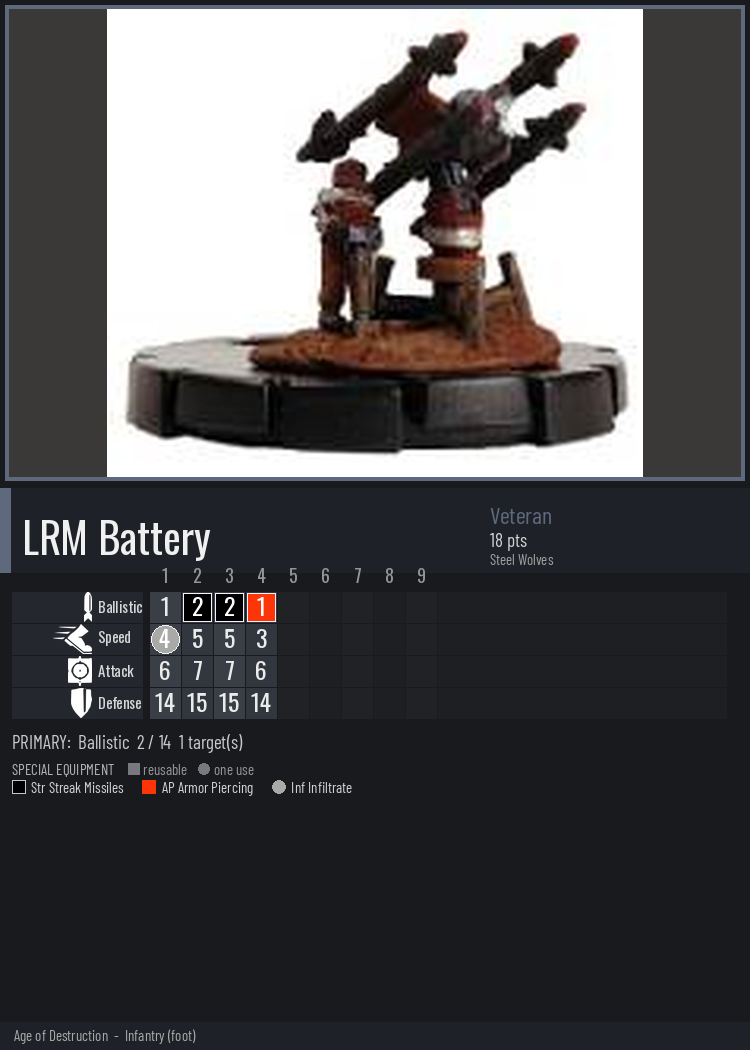 LRM Battery
Veteran
18 pts
Steel Wolves
1 2 3 4 5 6 7 8 9
Ballistic 1 2 2 1
Speed 4 5 5 3
Attack 6 7 7 6
Defense 14 15 15 14
PRIMARY: Ballistic 2 / 14 1 target(s)
SPECIAL EQUIPMENT reusable one use
Str Streak Missiles AP Armor Piercing Inf Infiltrate
Age of Destruction - Infantry (foot)